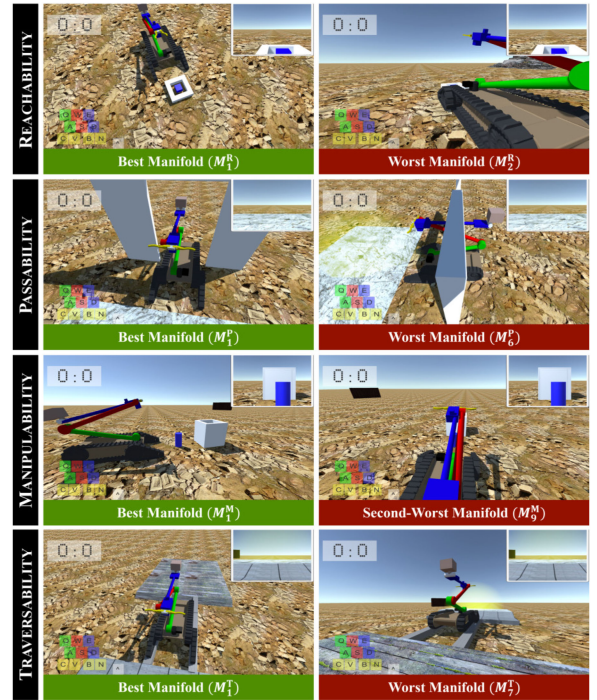 REACHABILITY
0:0
Q W E
A S D
C V B N
Best Manifold (M₁ᴿ)
0:0
Q W E
A S D
C V B N
Worst Manifold (M₂ᴿ)
PASSABILITY
0:0
Q W E
A S D
C V B N
Best Manifold (M₁ᴾ)
0:0
Q W E
A S D
C V B N
Worst Manifold (M₆ᴾ)
MANIPULABILITY
0:0
Q W E
A S D
C V B N
Best Manifold (M₁ᴹ)
0:0
Q W E
A S D
C V B N
Second-Worst Manifold (M₉ᴹ)
TRAVERSABILITY
0:0
Q W E
A S D
C V B N
Best Manifold (M₁ᵀ)
0:0
Q W E
A S D
C V B N
Worst Manifold (M₇ᵀ)